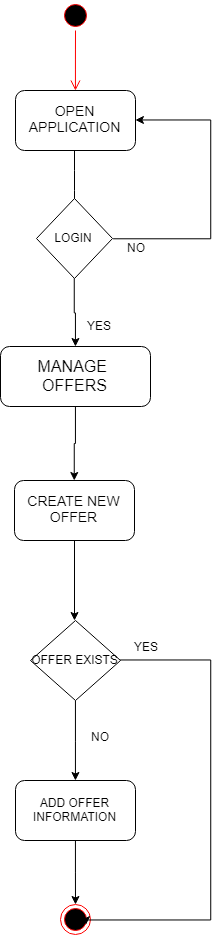 OPEN
APPLICATION
LOGIN
NO
YES
MANAGE
OFFERS
CREATE NEW
OFFER
YES
OFFER EXISTS
NO
ADD OFFER
INFORMATION